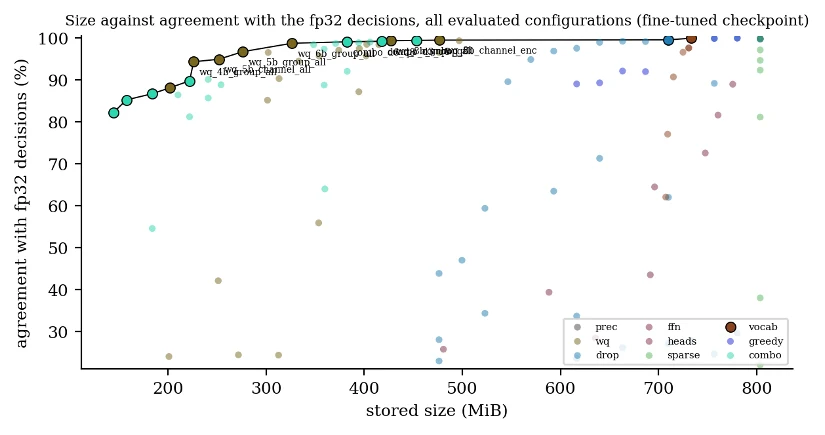 Size against agreement with the fp32 decisions, all evaluated configurations (fine-tuned checkpoint)
agreement with fp32 decisions (%)
100
90
80
70
60
50
40
30
wq_4b_group_all
wq_5b_channel_all
wq_5b_group_all
wq_6b_group_all
200
300
400
500
600
700
800
stored size (MiB)
prec
wq
drop
ffn
heads
sparse
vocab
greedy
combo